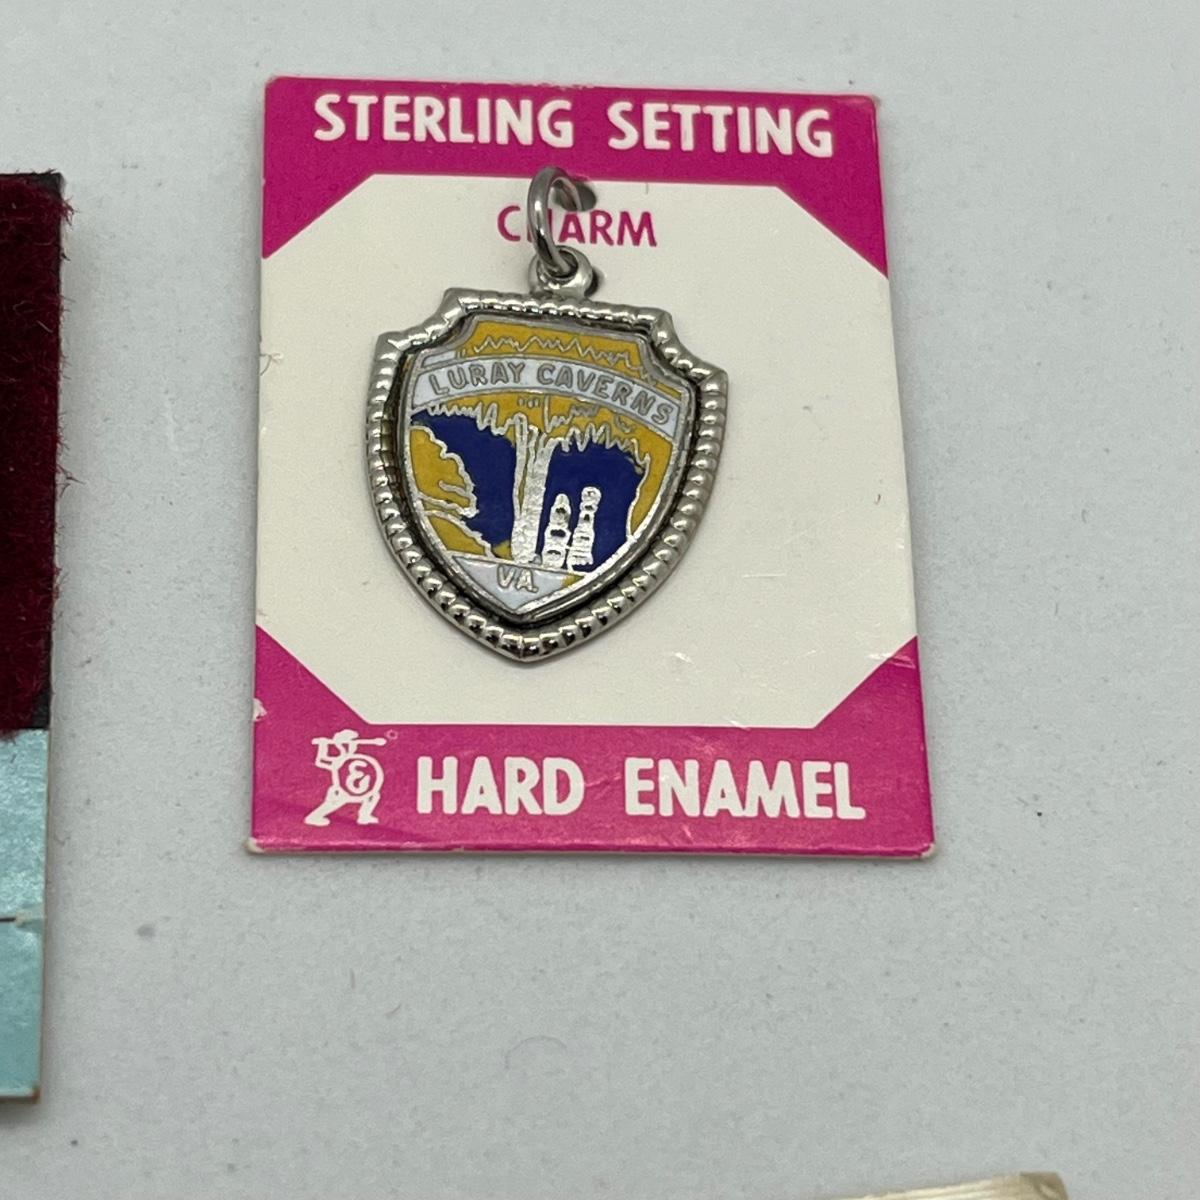 STERLING SETTING
CHARM
LURAY CAVERNS
VA.
&
HARD ENAMEL